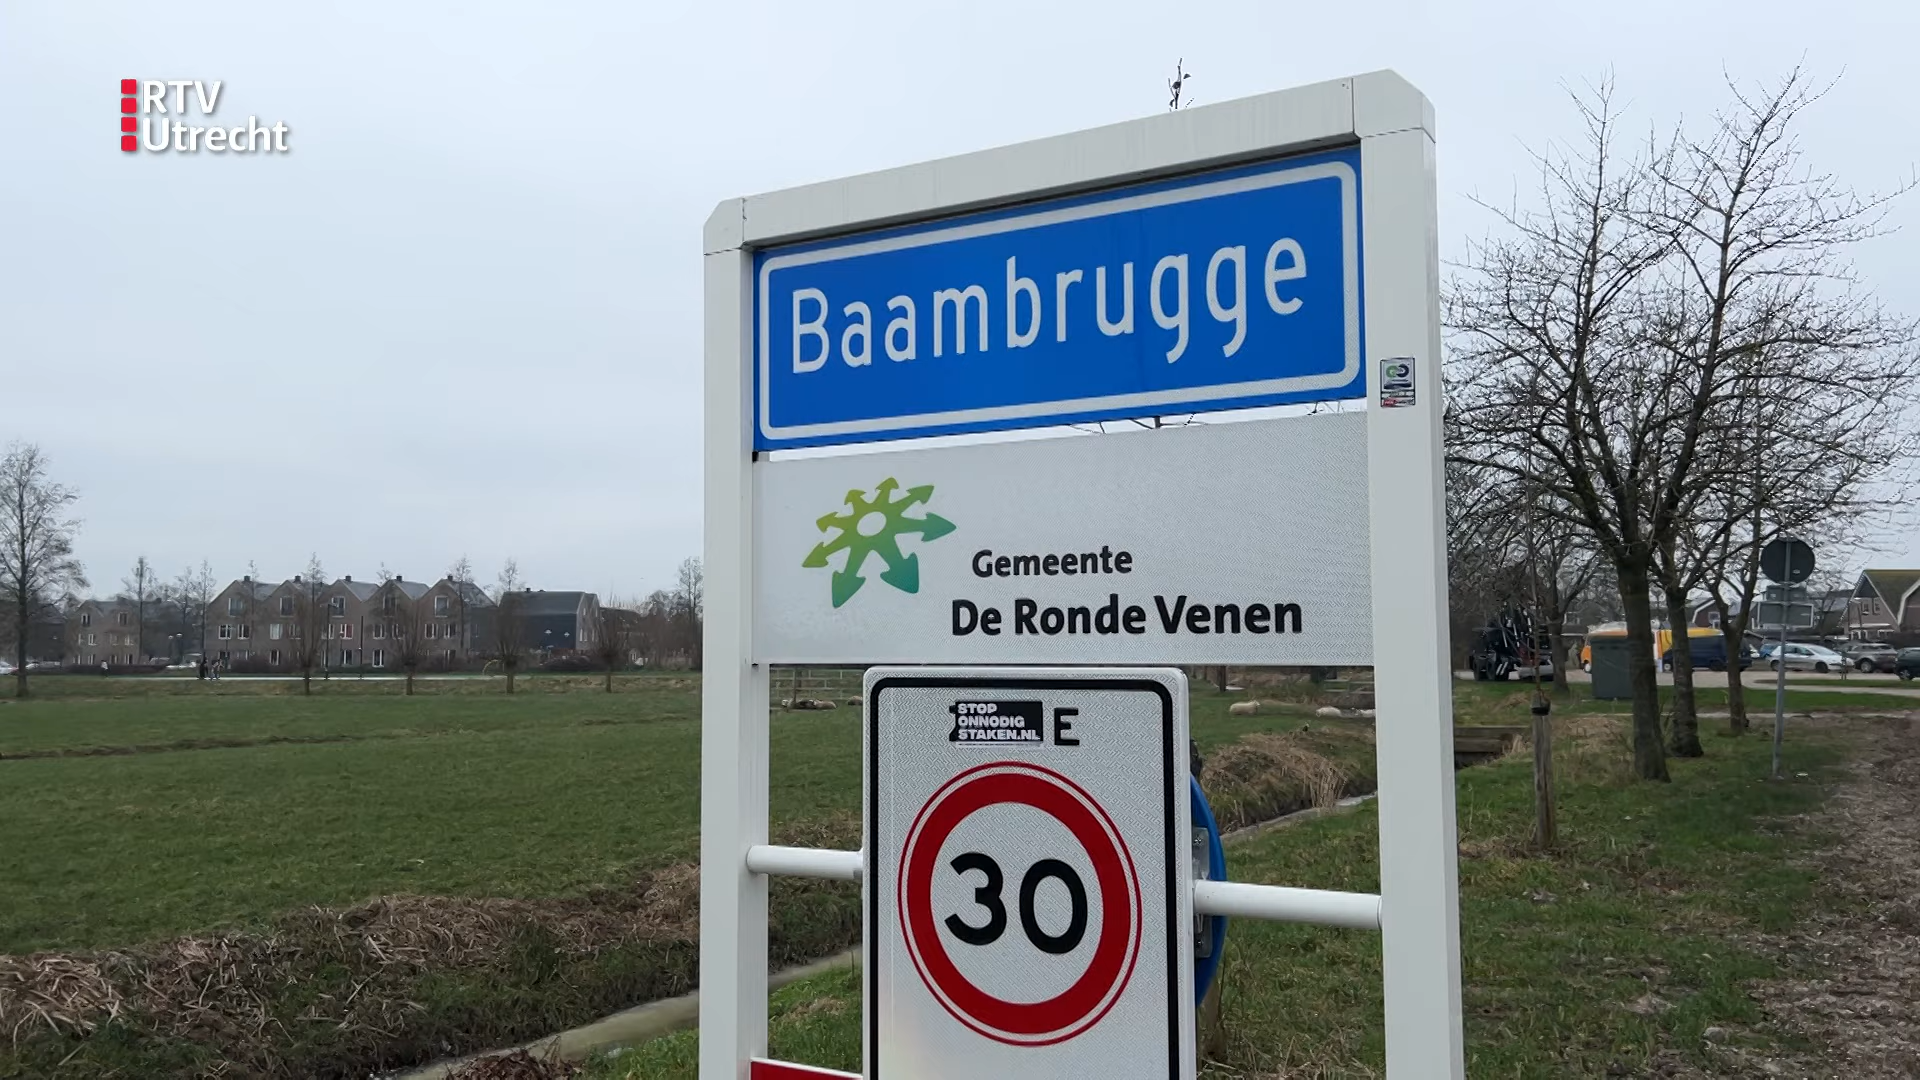 RTV
Utrecht
Baambrugge
Gemeente
De Ronde Venen
STOP
ONNODIG
STAKEN.NL
E
30